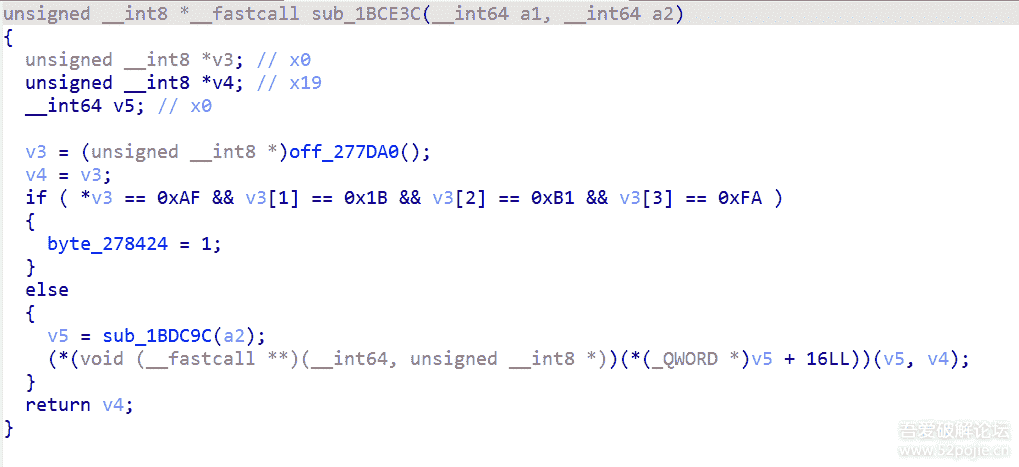 unsigned __int8 *__fastcall sub_1BCE3C(__int64 a1, __int64 a2)
{
  unsigned __int8 *v3; // x0
  unsigned __int8 *v4; // x19
  __int64 v5; // x0

  v3 = (unsigned __int8 *)off_277DA0();
  v4 = v3;
  if ( *v3 == 0xAF && v3[1] == 0x1B && v3[2] == 0xB1 && v3[3] == 0xFA )
  {
    byte_278424 = 1;
  }
  else
  {
    v5 = sub_1BDC9C(a2);
    (*(void (__fastcall **)(__int64, unsigned __int8 *))(*(_QWORD *)v5 + 16LL))(v5, v4);
  }
  return v4;
}
吾爱破解论坛
www.52pojie.cn